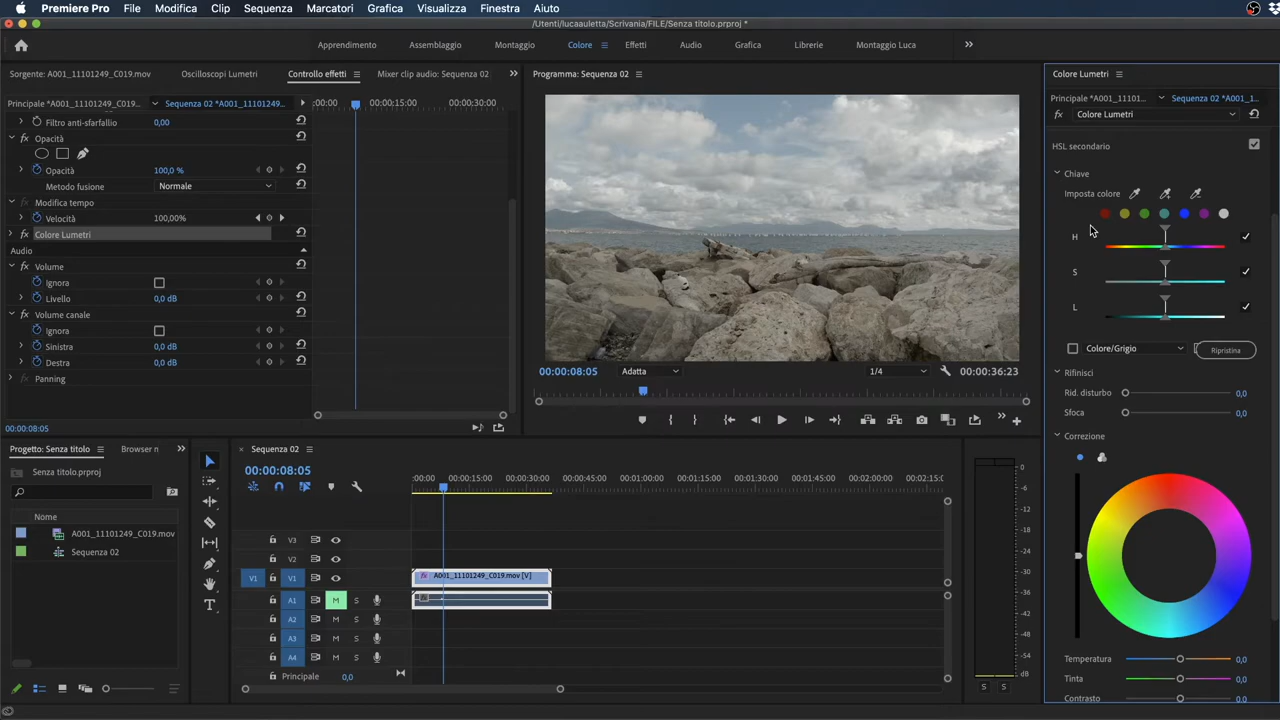 Premiere Pro File Modifica Clip Sequenza Marcatori Grafica Visualizza Finestra Aiuto
/Utenti/lucaauletta/Scrivania/FILE/Senza titolo.prproj *
Apprendimento Assemblaggio Montaggio Colore Effetti Audio Grafica Librerie Montaggio Luca
Sorgente: A001_11101249_C019.mov Oscilloscopi Lumetri Controllo effetti Mixer clip audio: Sequenza 02
Programma: Sequenza 02
Colore Lumetri
Principale *A001_11101249_C019... Sequenza 02 *A001_11101249...
:00:00 00:00:15:00 00:00:30:00
Filtro anti-sfarfallio 0,00
fx Opacità
Opacità 100,0 %
Metodo fusione Normale
Modifica tempo
Velocità 100,00%
fx Colore Lumetri
Audio
fx Volume
Ignora
Livello 0,0 dB
fx Volume canale
Ignora
Sinistra 0,0 dB
Destra 0,0 dB
Panning
00:00:08:05
00:00:08:05 Adatta 1/4 00:00:36:23
Principale *A001_1110... Sequenza 02 *A001_1...
fx Colore Lumetri
HSL secondario
Chiave
Imposta colore
H
S
L
Colore/Grigio Ripristina
Rifinisci
Rid. disturbo 0,0
Sfoca 0,0
Correzione
Temperatura 0,0
Tinta 0,0
Contrasto 0,0
Progetto: Senza titolo Browser n
Senza titolo.prproj
Nome
A001_11101249_C019.mov
Sequenza 02
Sequenza 02
00:00:08:05
:00:00 00:00:15:00 00:00:30:00 00:00:45:00 00:01:00:00 00:01:15:00 00:01:30:00 00:01:45:00 00:02:00:00 00:02:15:0
V3
V2
V1 V1
fx A001_11101249_C019.mov [V]
A1 M S
A2 M S
A3 M S
A4 M S
Principale 0,0
0
-6
-12
-18
-24
-30
-36
-42
-48
-54
dB
S S